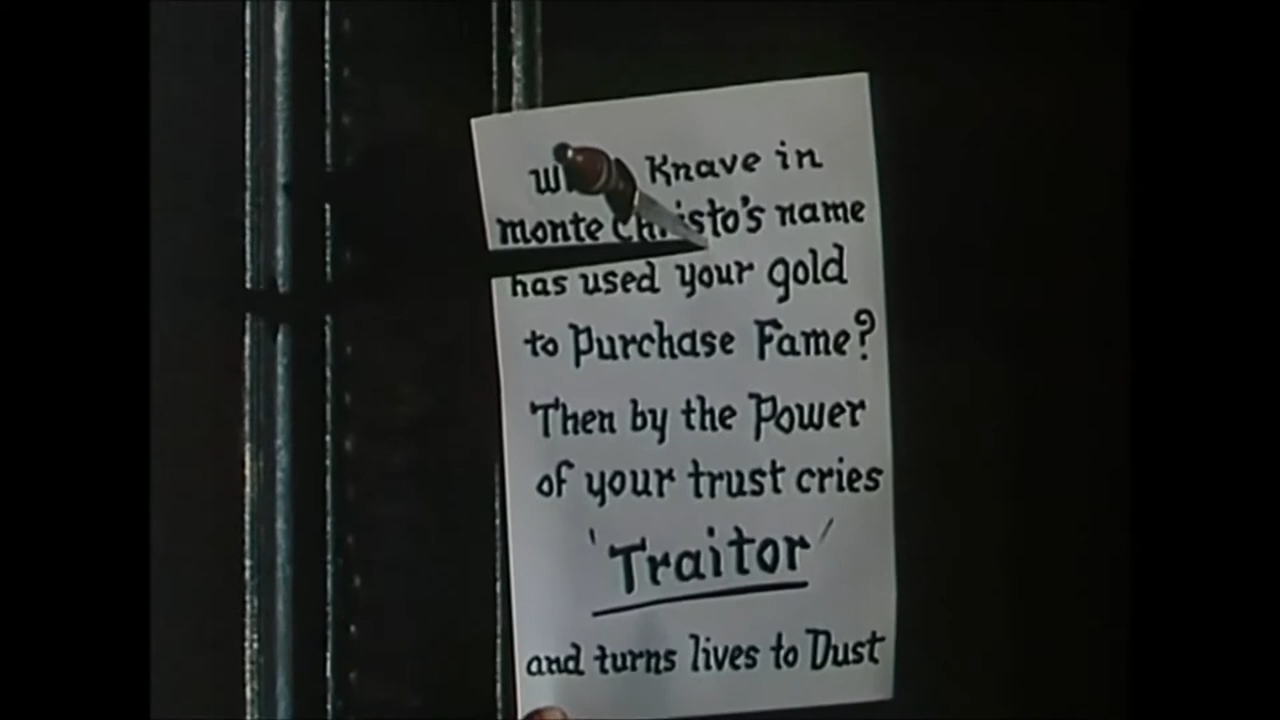 Knave in
monte Christo's name
has used your gold
to Purchase Fame?
Then by the Power
of your trust cries
'Traitor'
and turns lives to Dust